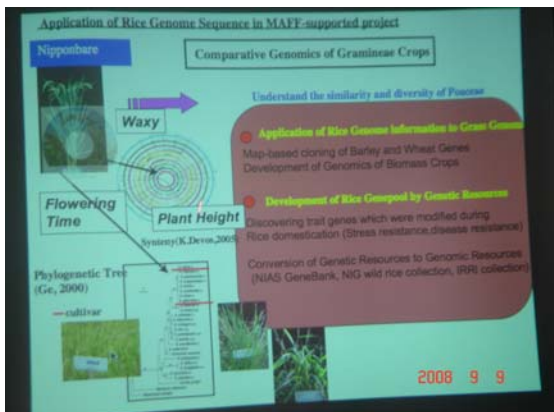 Application of Rice Genome Sequence in MAFF-supported project
Nipponbare
Comparative Genomics of Gramineae Crops
Understand the similarity and diversity of Poaceae
Waxy
Application of Rice Genome Information to Grass Genome
Map-based cloning of Barley and Wheat Genes
Development of Genomics of Biomass Crops
Flowering
Time
Plant Height
Synteny(K.Devos,2005)
Development of Rice Genepool by Genetic Resources
Discovering trait genes which were modified during
Rice domestication (Stress resistance,disease resistance)
Conversion of Genetic Resources to Genomic Resources
(NIAS GeneBank, NIG wild rice collection, IRRI collection)
Phylogenetic Tree
(Ge, 2000)
cultivar
2008 9 9